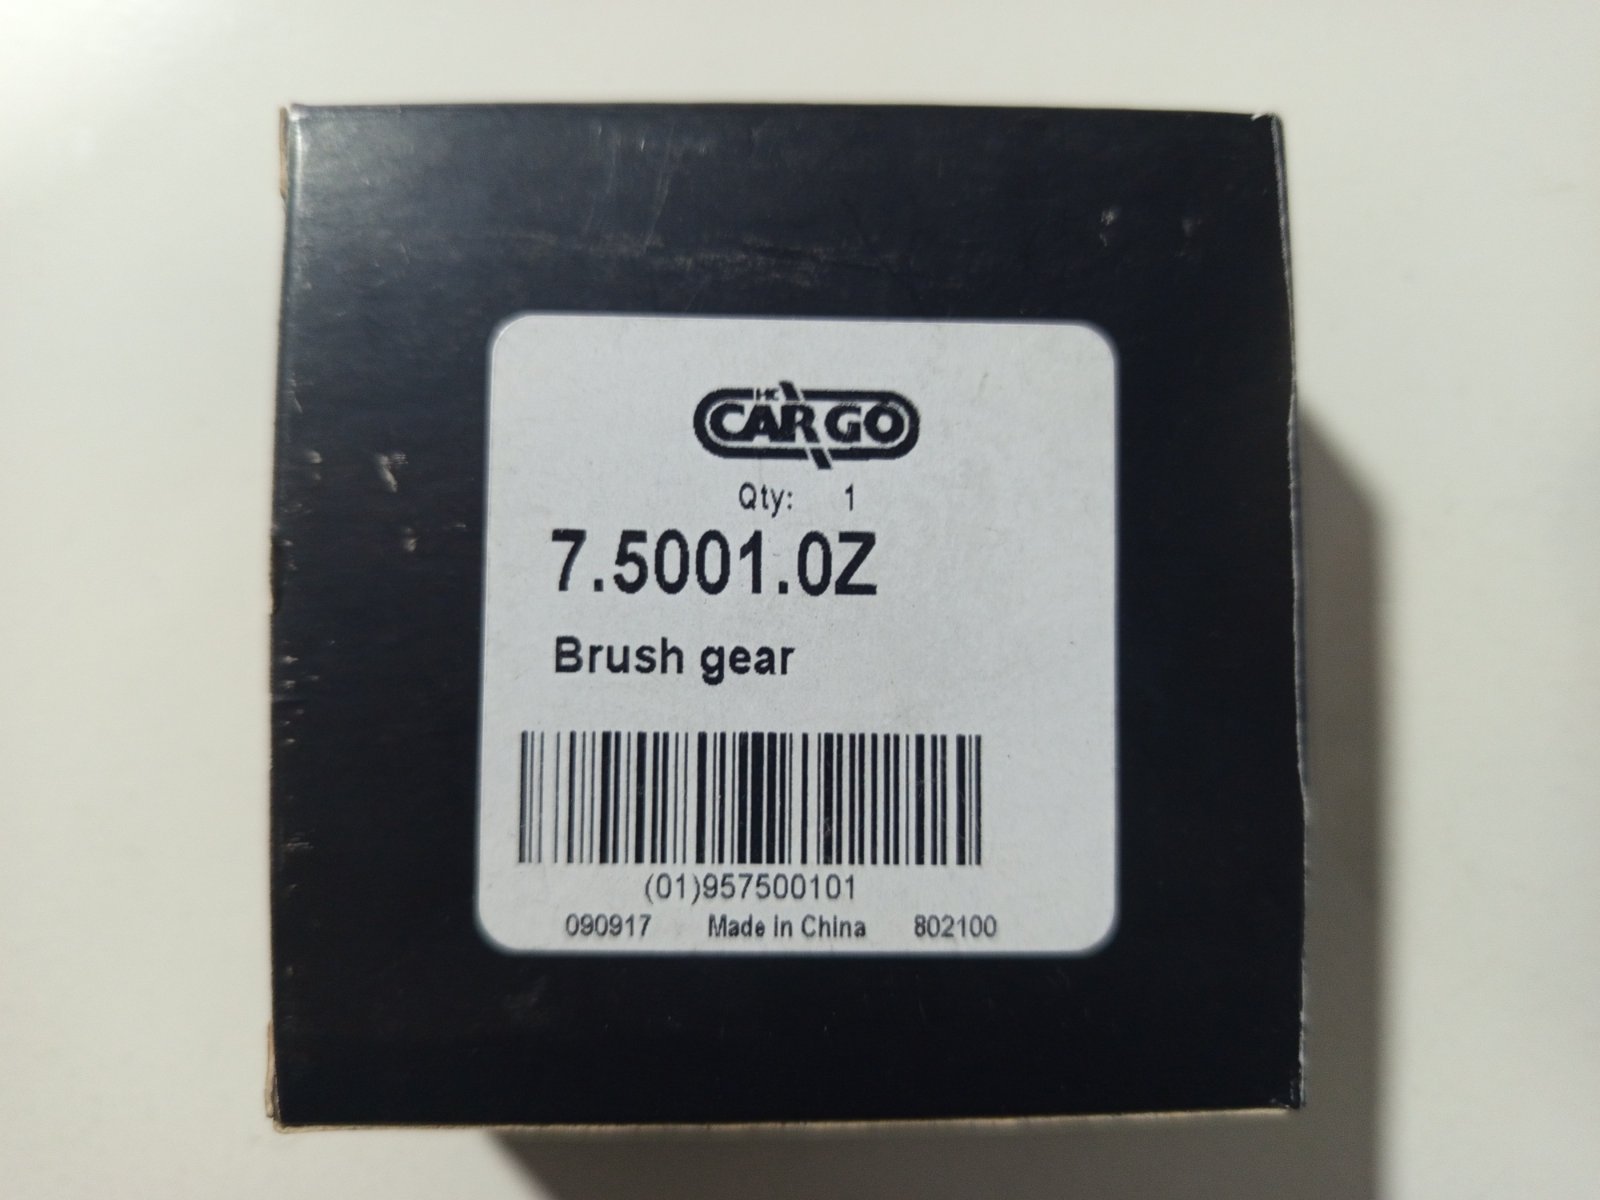 HC
CARGO
Qty: 1
7.5001.0Z
Brush gear
(01)957500101
090917 Made in China 802100